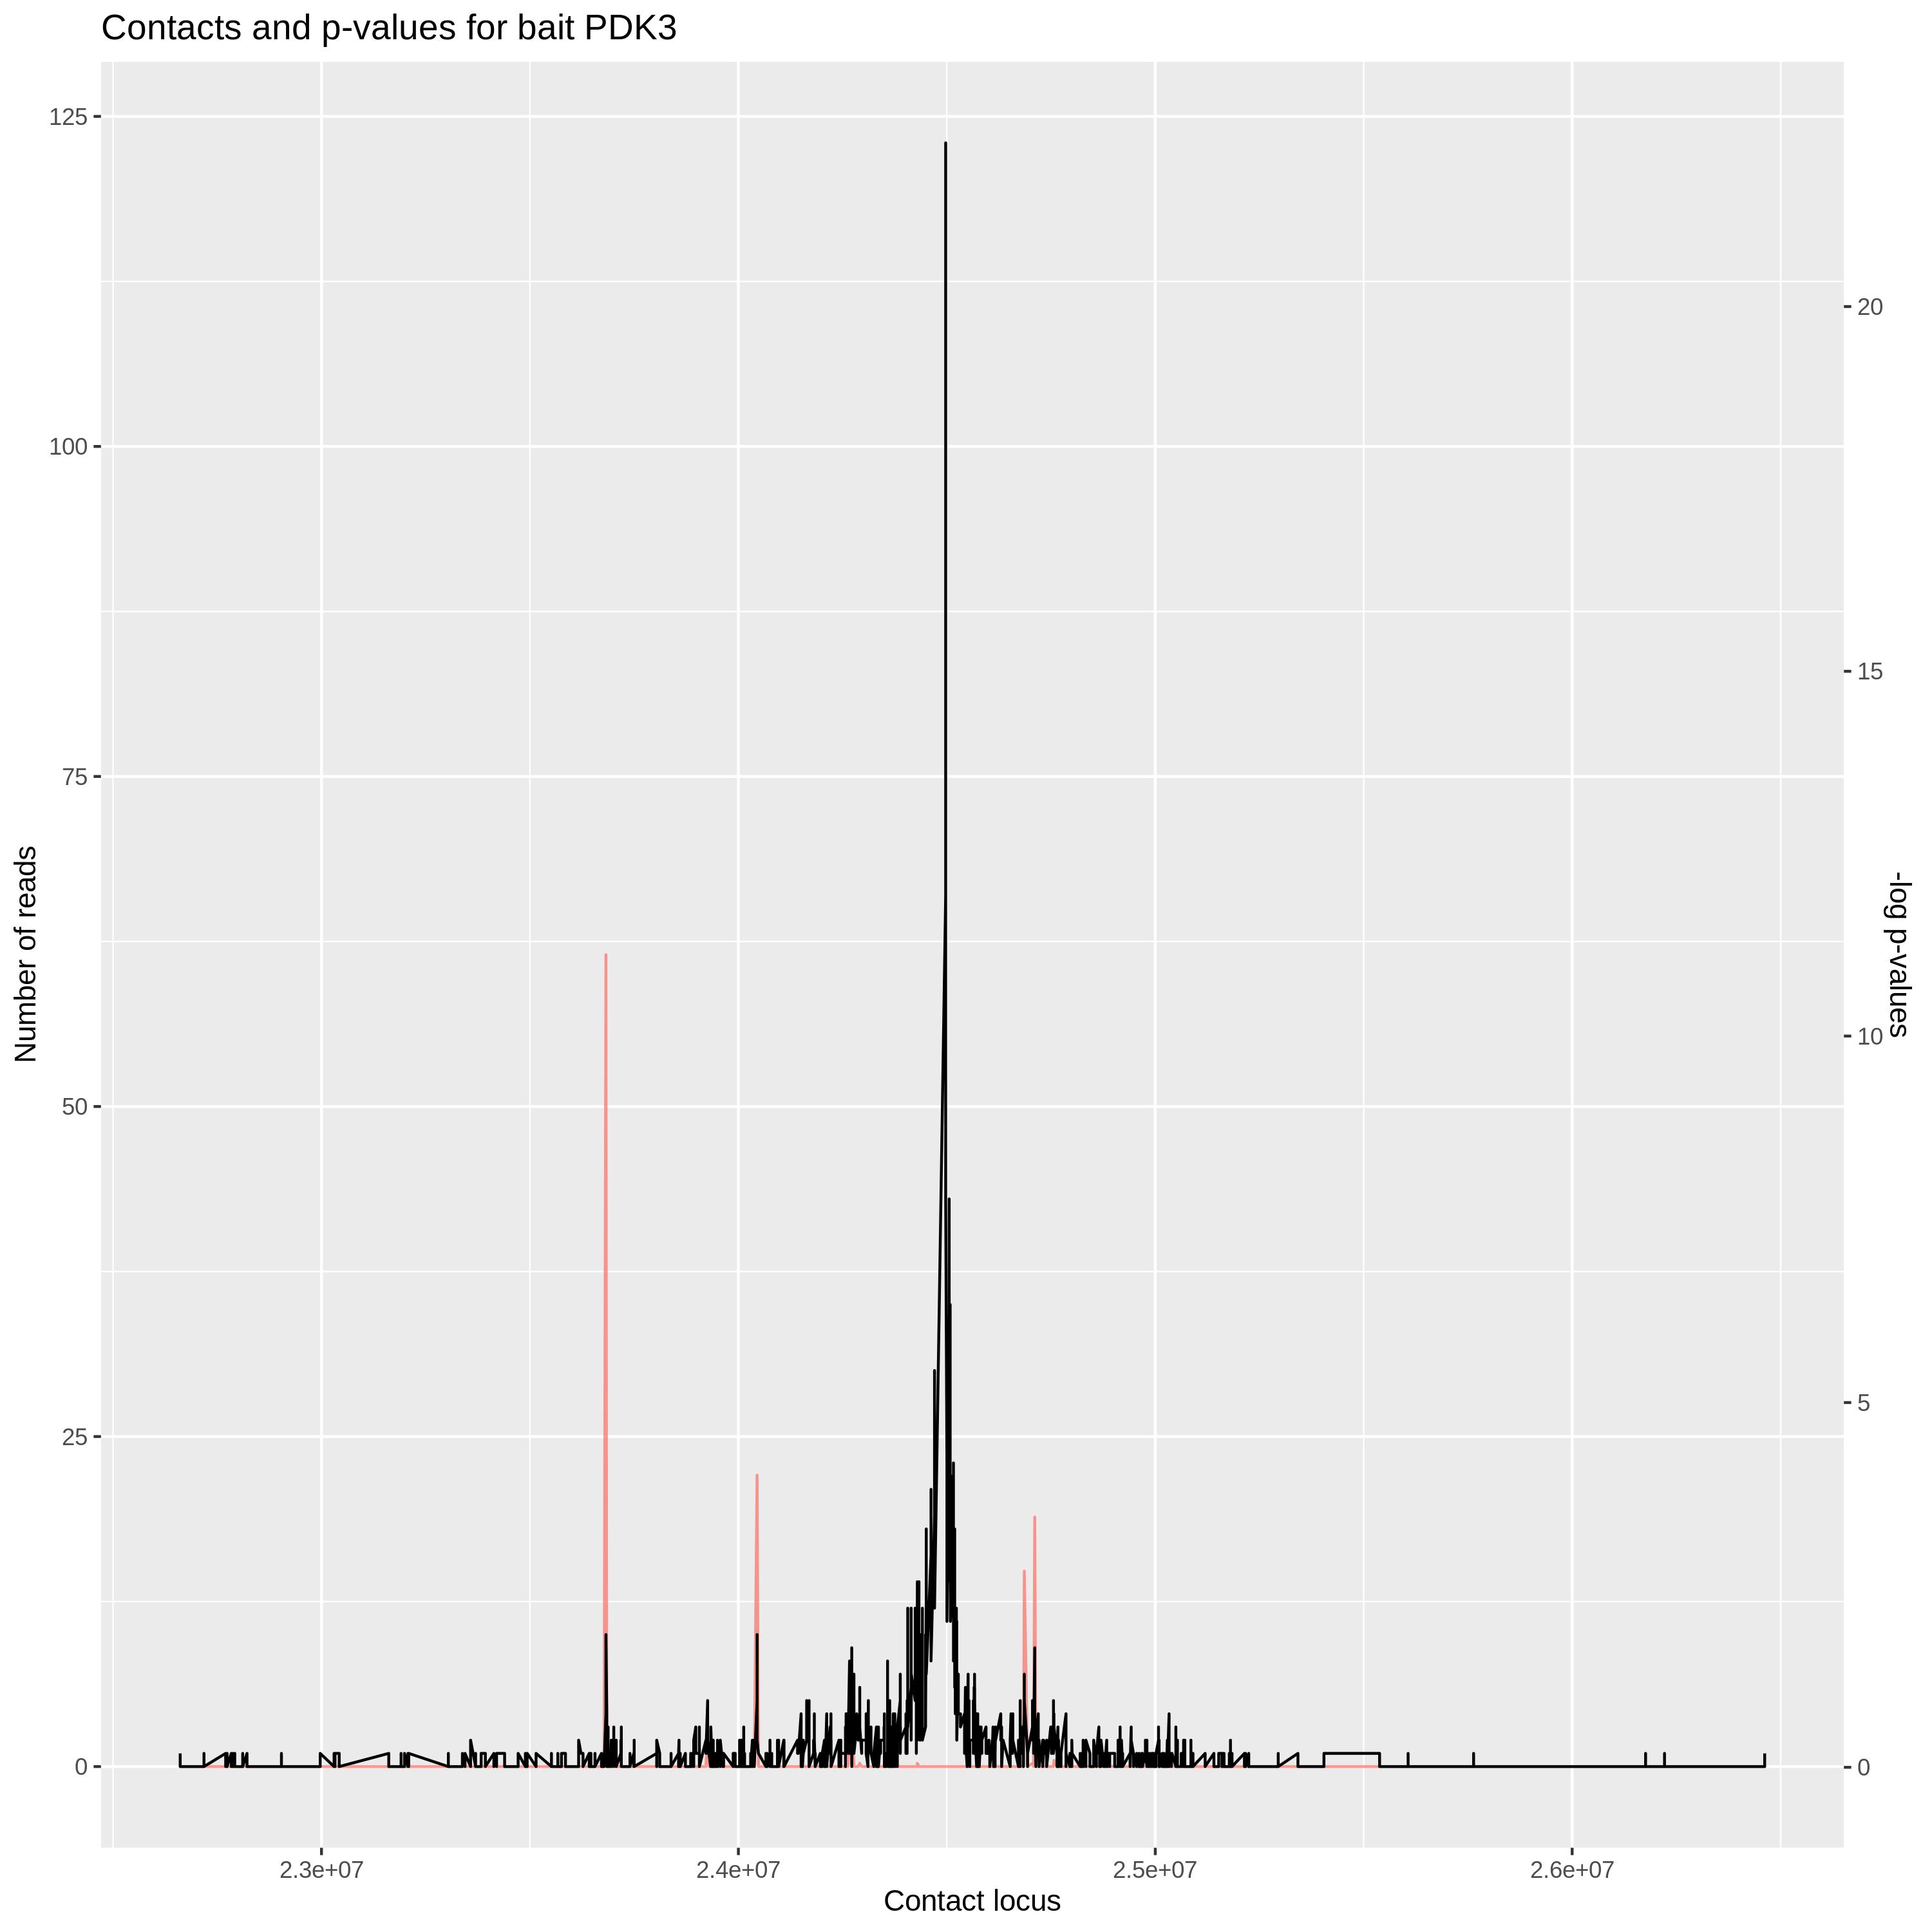 Contacts and p-values for bait PDK3
125
100
75
50
25
0
Number of reads
20
15
10
5
0
-log p-values
2.3e+07
2.4e+07
2.5e+07
2.6e+07
Contact locus